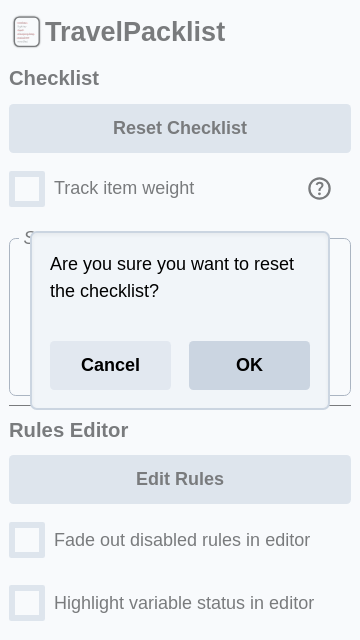 TravelPacklist
Checklist
Reset Checklist
Track item weight
Are you sure you want to reset
the checklist?
Cancel
OK
Rules Editor
Edit Rules
Fade out disabled rules in editor
Highlight variable status in editor